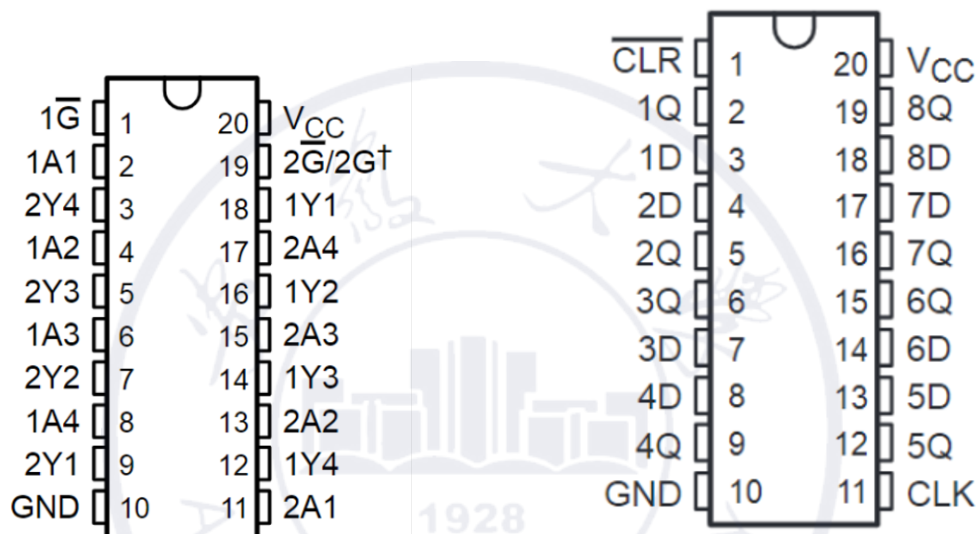 1G̅ 1 20 VCC
1A1 2 19 2G̅/2G†
2Y4 3 18 1Y1
1A2 4 17 2A4
2Y3 5 16 1Y2
1A3 6 15 2A3
2Y2 7 14 1Y3
1A4 8 13 2A2
2Y1 9 12 1Y4
GND 10 11 2A1
C̅L̅R̅ 1 20 VCC
1Q 2 19 8Q
1D 3 18 8D
2D 4 17 7D
2Q 5 16 7Q
3Q 6 15 6Q
3D 7 14 6D
4D 8 13 5D
4Q 9 12 5Q
GND 10 11 CLK
1928